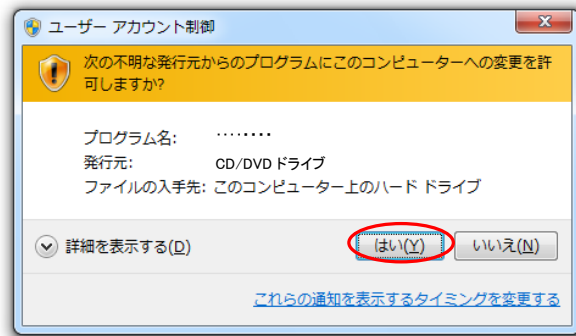 ユーザー アカウント制御
次の不明な発行元からのプログラムにこのコンピューターへの変更を許
可しますか?
プログラム名: ········
発行元: CD/DVD ドライブ
ファイルの入手先: このコンピューター上のハード ドライブ
詳細を表示する(D) はい(Y) いいえ(N)
これらの通知を表示するタイミングを変更する